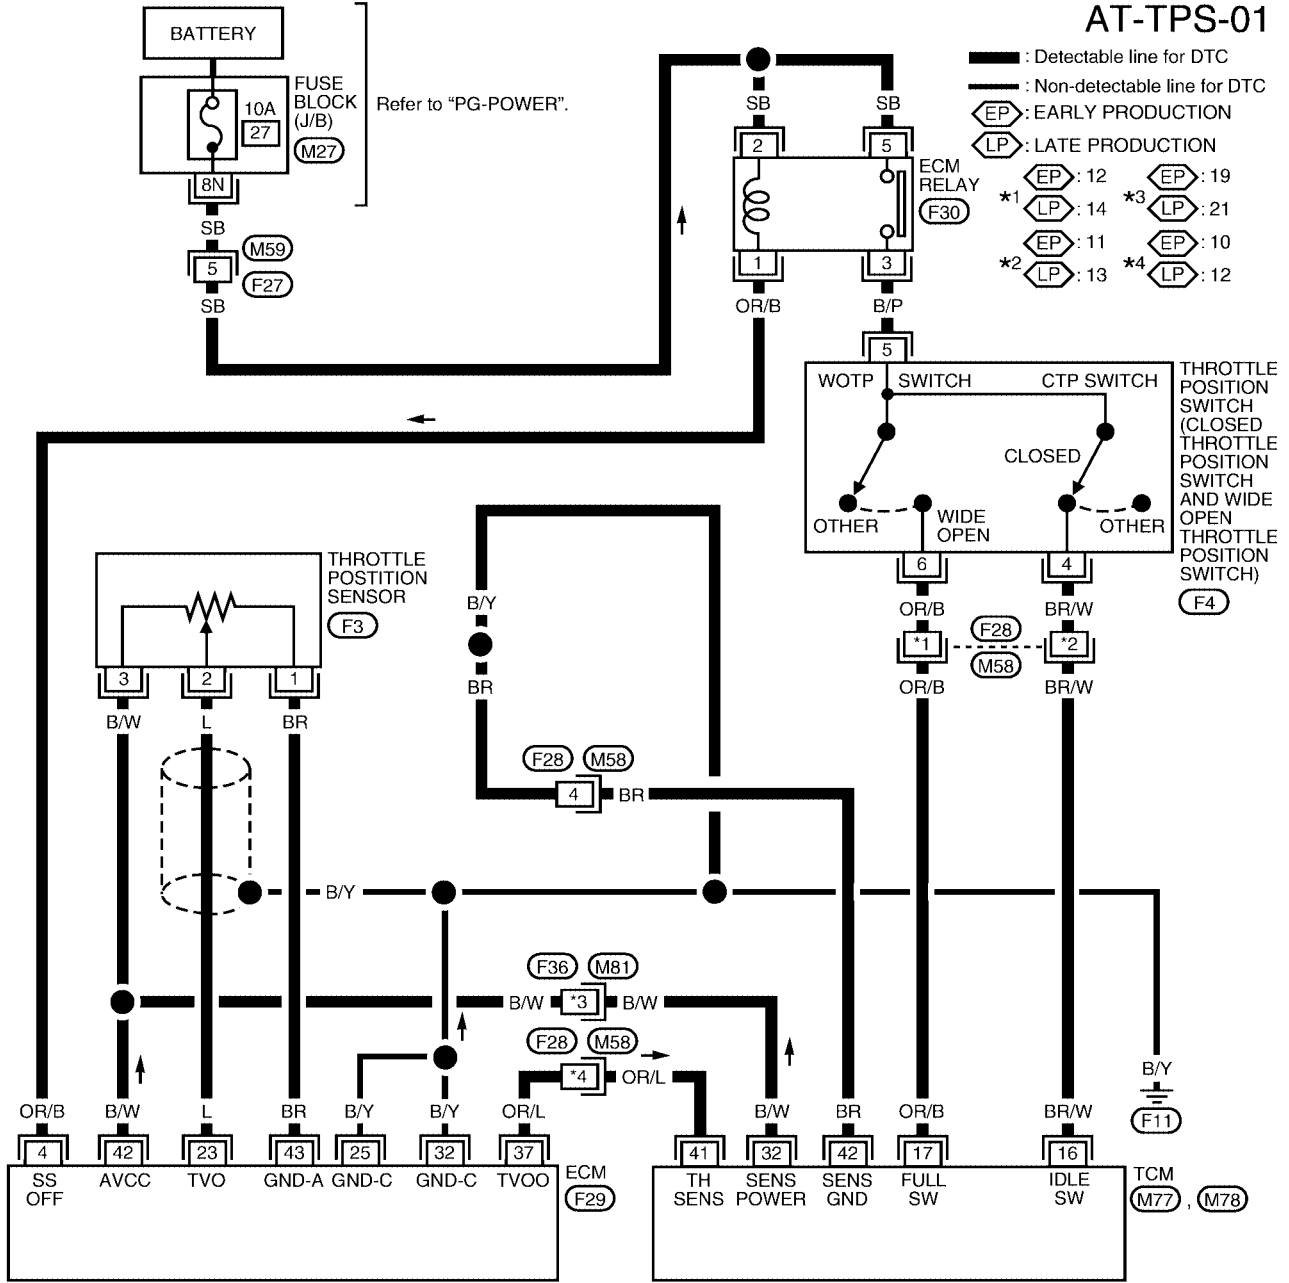 AT-TPS-01
BATTERY
: Detectable line for DTC
: Non-detectable line for DTC
EP : EARLY PRODUCTION
LP : LATE PRODUCTION
*1 EP : 12
LP : 14
*3 EP : 19
LP : 21
*2 EP : 11
LP : 13
*4 EP : 10
LP : 12
10A
27
FUSE
BLOCK
(J/B)
M27
Refer to “PG-POWER”.
8N
SB
5
M59
F27
SB
SB
SB
2
5
ECM
RELAY
F30
1
3
OR/B
B/P
5
WOTP SWITCH
CTP SWITCH
CLOSED
OTHER
WIDE
OPEN
OTHER
THROTTLE
POSITION
SWITCH
(CLOSED
THROTTLE
POSITION
SWITCH
AND WIDE
OPEN
THROTTLE
POSITION
SWITCH)
F4
6
4
OR/B
BR/W
*1
F28
M58
*2
OR/B
BR/W
THROTTLE
POSTITION
SENSOR
F3
3
2
1
B/W
L
BR
B/Y
BR
F28
M58
4
BR
B/Y
F36
M81
B/W
*3
B/W
F28
M58
*4
OR/L
B/Y
F11
OR/B
B/W
L
BR
B/Y
B/Y
OR/L
B/W
BR
OR/B
BR/W
4
42
23
43
25
32
37
41
32
42
17
16
SS
OFF
AVCC
TVO
GND-A
GND-C
GND-C
TVOO
ECM
F29
TH
SENS
SENS
POWER
SENS
GND
FULL
SW
IDLE
SW
TCM
M77 , M78